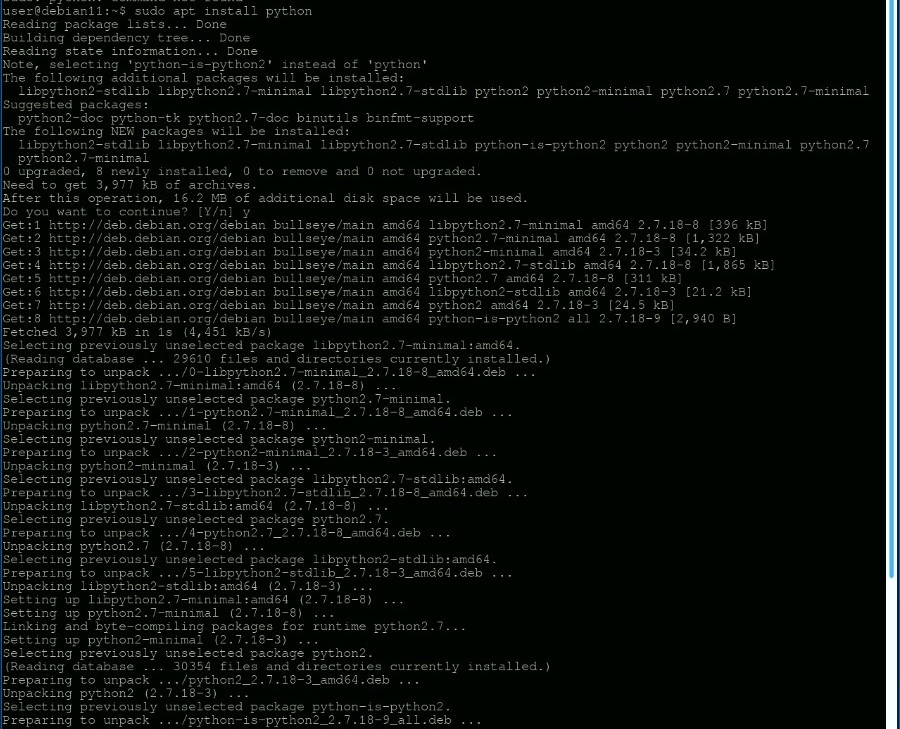 user@debian11:~$ sudo apt install python
Reading package lists... Done
Building dependency tree... Done
Reading state information... Done
Note, selecting 'python-is-python2' instead of 'python'
The following additional packages will be installed:
  libpython2-stdlib libpython2.7-minimal libpython2.7-stdlib python2 python2-minimal python2.7 python2.7-minimal
Suggested packages:
  python2-doc python-tk python2.7-doc binutils binfmt-support
The following NEW packages will be installed:
  libpython2-stdlib libpython2.7-minimal libpython2.7-stdlib python-is-python2 python2 python2-minimal python2.7
  python2.7-minimal
0 upgraded, 8 newly installed, 0 to remove and 0 not upgraded.
Need to get 3,977 kB of archives.
After this operation, 16.2 MB of additional disk space will be used.
Do you want to continue? [Y/n] y
Get:1 http://deb.debian.org/debian bullseye/main amd64 libpython2.7-minimal amd64 2.7.18-8 [396 kB]
Get:2 http://deb.debian.org/debian bullseye/main amd64 python2.7-minimal amd64 2.7.18-8 [1,322 kB]
Get:3 http://deb.debian.org/debian bullseye/main amd64 python2-minimal amd64 2.7.18-3 [34.2 kB]
Get:4 http://deb.debian.org/debian bullseye/main amd64 libpython2.7-stdlib amd64 2.7.18-8 [1,865 kB]
Get:5 http://deb.debian.org/debian bullseye/main amd64 python2.7 amd64 2.7.18-8 [311 kB]
Get:6 http://deb.debian.org/debian bullseye/main amd64 libpython2-stdlib amd64 2.7.18-3 [21.2 kB]
Get:7 http://deb.debian.org/debian bullseye/main amd64 python2 amd64 2.7.18-3 [24.5 kB]
Get:8 http://deb.debian.org/debian bullseye/main amd64 python-is-python2 all 2.7.18-9 [2,940 B]
Fetched 3,977 kB in 1s (4,451 kB/s)
Selecting previously unselected package libpython2.7-minimal:amd64.
(Reading database ... 29610 files and directories currently installed.)
Preparing to unpack .../0-libpython2.7-minimal_2.7.18-8_amd64.deb ...
Unpacking libpython2.7-minimal:amd64 (2.7.18-8) ...
Selecting previously unselected package python2.7-minimal.
Preparing to unpack .../1-python2.7-minimal_2.7.18-8_amd64.deb ...
Unpacking python2.7-minimal (2.7.18-8) ...
Selecting previously unselected package python2-minimal.
Preparing to unpack .../2-python2-minimal_2.7.18-3_amd64.deb ...
Unpacking python2-minimal (2.7.18-3) ...
Selecting previously unselected package libpython2.7-stdlib:amd64.
Preparing to unpack .../3-libpython2.7-stdlib_2.7.18-8_amd64.deb ...
Unpacking libpython2.7-stdlib:amd64 (2.7.18-8) ...
Selecting previously unselected package python2.7.
Preparing to unpack .../4-python2.7_2.7.18-8_amd64.deb ...
Unpacking python2.7 (2.7.18-8) ...
Selecting previously unselected package libpython2-stdlib:amd64.
Preparing to unpack .../5-libpython2-stdlib_2.7.18-3_amd64.deb ...
Unpacking libpython2-stdlib:amd64 (2.7.18-3) ...
Setting up libpython2.7-minimal:amd64 (2.7.18-8) ...
Setting up python2.7-minimal (2.7.18-8) ...
Linking and byte-compiling packages for runtime python2.7...
Setting up python2-minimal (2.7.18-3) ...
Selecting previously unselected package python2.
(Reading database ... 30354 files and directories currently installed.)
Preparing to unpack .../python2_2.7.18-3_amd64.deb ...
Unpacking python2 (2.7.18-3) ...
Selecting previously unselected package python-is-python2.
Preparing to unpack .../python-is-python2_2.7.18-9_all.deb ...